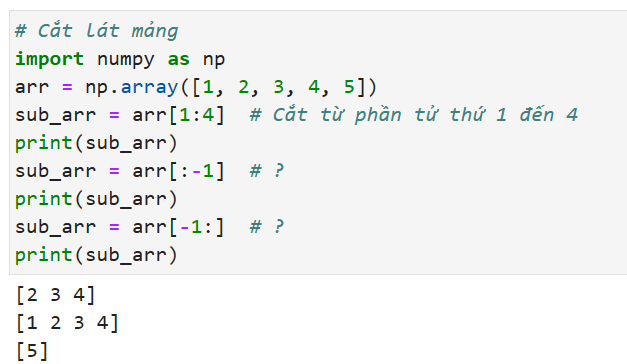 # Cắt lát mảng
import numpy as np
arr = np.array([1, 2, 3, 4, 5])
sub_arr = arr[1:4]  # Cắt từ phần tử thứ 1 đến 4
print(sub_arr)
sub_arr = arr[:-1]  # ?
print(sub_arr)
sub_arr = arr[-1:]  # ?
print(sub_arr)
[2 3 4]
[1 2 3 4]
[5]